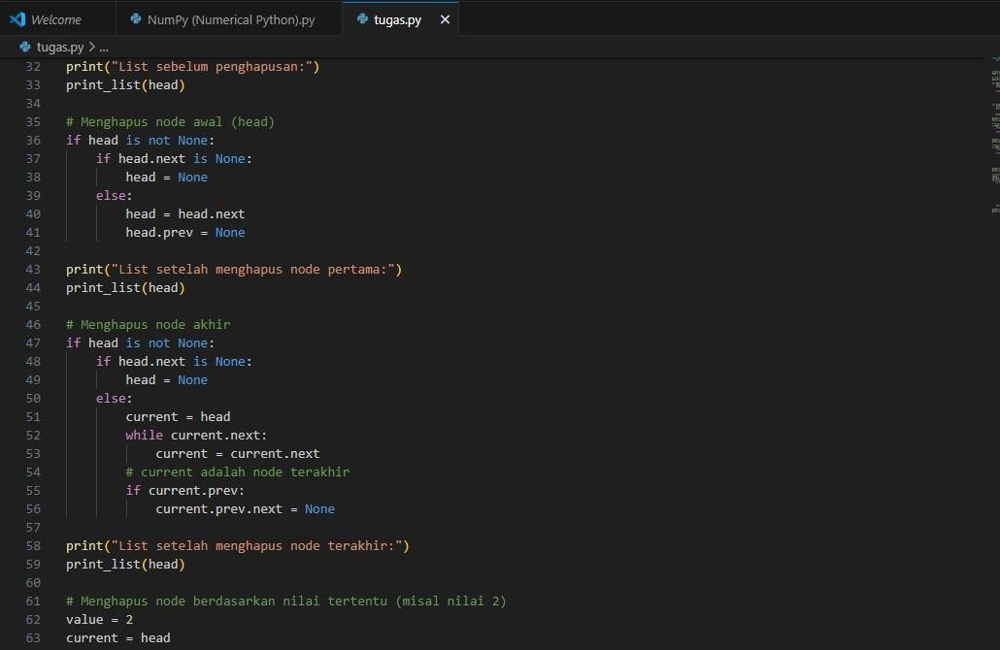 Welcome
NumPy (Numerical Python).py
tugas.py
tugas.py > ...
32 print("List sebelum penghapusan:")
33 print_list(head)
34
35 # Menghapus node awal (head)
36 if head is not None:
37     if head.next is None:
38         head = None
39     else:
40         head = head.next
41         head.prev = None
42
43 print("List setelah menghapus node pertama:")
44 print_list(head)
45
46 # Menghapus node akhir
47 if head is not None:
48     if head.next is None:
49         head = None
50     else:
51         current = head
52         while current.next:
53             current = current.next
54         # current adalah node terakhir
55         if current.prev:
56             current.prev.next = None
57
58 print("List setelah menghapus node terakhir:")
59 print_list(head)
60
61 # Menghapus node berdasarkan nilai tertentu (misal nilai 2)
62 value = 2
63 current = head